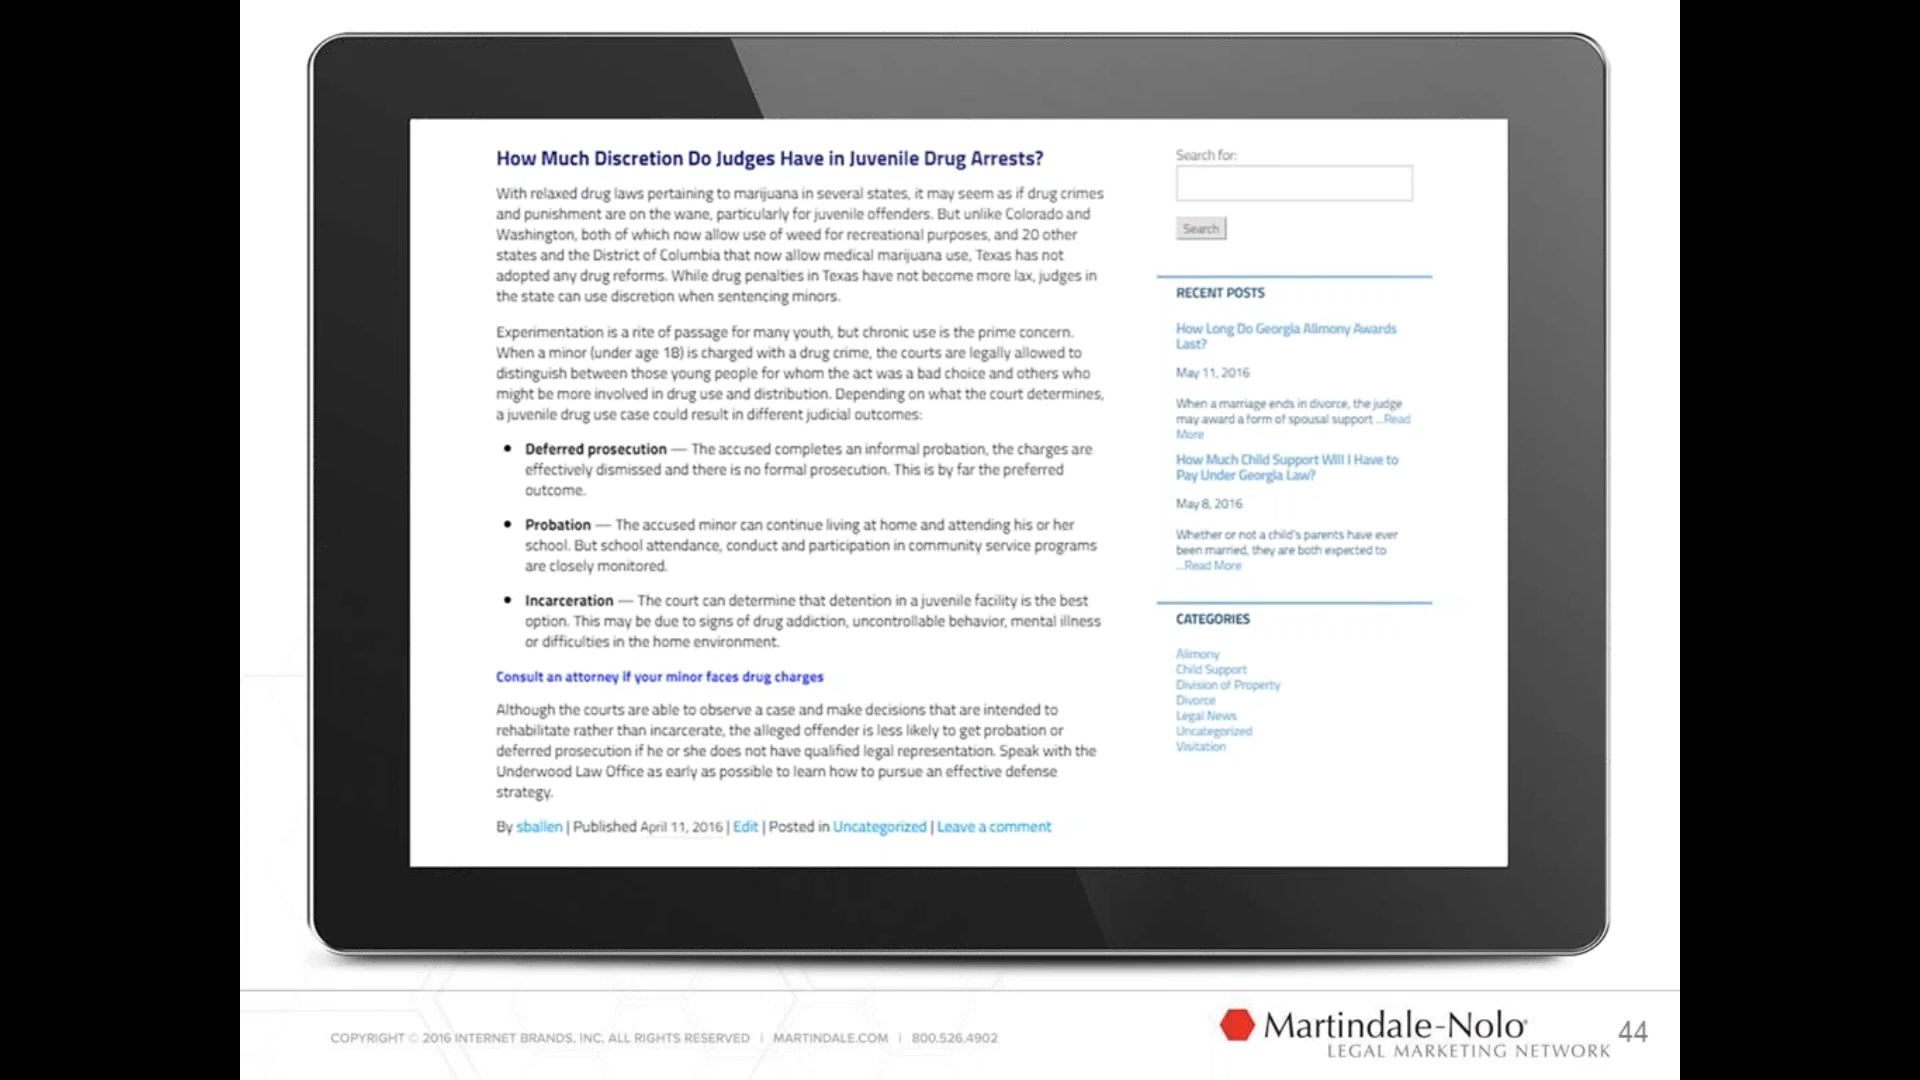 How Much Discretion Do Judges Have in Juvenile Drug Arrests?
With relaxed drug laws pertaining to marijuana in several states, it may seem as if drug crimes
and punishment are on the wane, particularly for juvenile offenders. But unlike Colorado and
Washington, both of which now allow use of weed for recreational purposes, and 20 other
states and the District of Columbia that now allow medical marijuana use, Texas has not
adopted any drug reforms. While drug penalties in Texas have not become more lax, judges in
the state can use discretion when sentencing minors.
Experimentation is a rite of passage for many youth, but chronic use is the prime concern.
When a minor (under age 18) is charged with a drug crime, the courts are legally allowed to
distinguish between those young people for whom the act was a bad choice and others who
might be more involved in drug use and distribution. Depending on what the court determines,
a juvenile drug use case could result in different judicial outcomes:
• Deferred prosecution — The accused completes an informal probation, the charges are
effectively dismissed and there is no formal prosecution. This is by far the preferred
outcome.
• Probation — The accused minor can continue living at home and attending his or her
school. But school attendance, conduct and participation in community service programs
are closely monitored.
• Incarceration — The court can determine that detention in a juvenile facility is the best
option. This may be due to signs of drug addiction, uncontrollable behavior, mental illness
or difficulties in the home environment.
Consult an attorney if your minor faces drug charges
Although the courts are able to observe a case and make decisions that are intended to
rehabilitate rather than incarcerate, the alleged offender is less likely to get probation or
deferred prosecution if he or she does not have qualified legal representation. Speak with the
Underwood Law Office as early as possible to learn how to pursue an effective defense
strategy.
By sballen | Published April 11, 2016 | Edit | Posted in Uncategorized | Leave a comment
Search for:
Search
RECENT POSTS
How Long Do Georgia Alimony Awards
Last?
May 11, 2016
When a marriage ends in divorce, the judge
may award a form of spousal support ...Read
More
How Much Child Support Will I Have to
Pay Under Georgia Law?
May 8, 2016
Whether or not a child's parents have ever
been married, they are both expected to
...Read More
CATEGORIES
Alimony
Child Support
Division of Property
Divorce
Legal News
Uncategorized
Visitation
COPYRIGHT © 2016 INTERNET BRANDS, INC. ALL RIGHTS RESERVED | MARTINDALE.COM | 800.526.4902
Martindale-Nolo
LEGAL MARKETING NETWORK
44